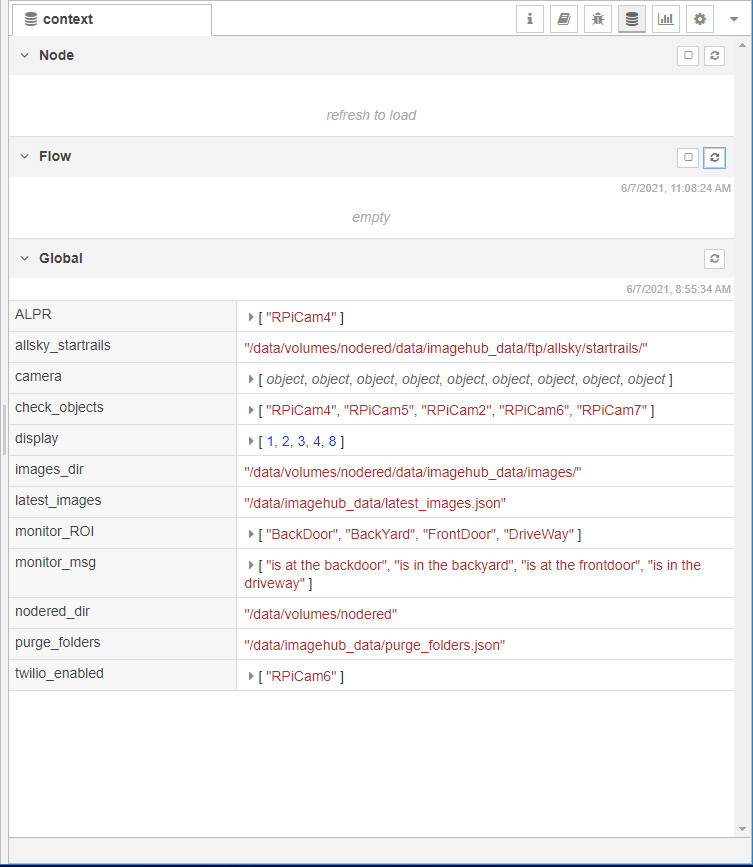 context
Node
refresh to load
Flow
6/7/2021, 11:08:24 AM
empty
Global
6/7/2021, 8:55:34 AM
ALPR [ "RPiCam4" ]
allsky_startrails "/data/volumes/nodered/data/imagehub_data/ftp/allsky/startrails/"
camera [ object, object, object, object, object, object, object, object, object ]
check_objects [ "RPiCam4", "RPiCam5", "RPiCam2", "RPiCam6", "RPiCam7" ]
display [ 1, 2, 3, 4, 8 ]
images_dir "/data/volumes/nodered/data/imagehub_data/images/"
latest_images "/data/imagehub_data/latest_images.json"
monitor_ROI [ "BackDoor", "BackYard", "FrontDoor", "DriveWay" ]
monitor_msg [ "is at the backdoor", "is in the backyard", "is at the frontdoor", "is in the
driveway" ]
nodered_dir "/data/volumes/nodered"
purge_folders "/data/imagehub_data/purge_folders.json"
twilio_enabled [ "RPiCam6" ]